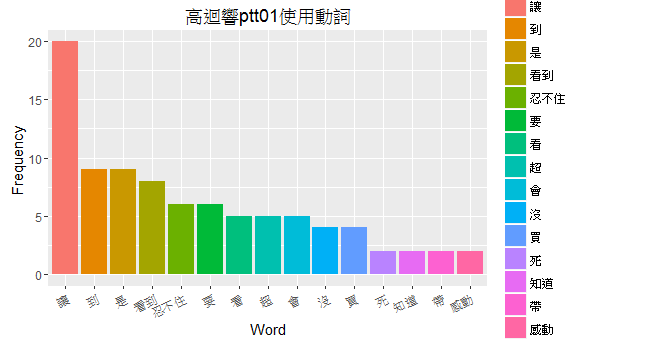 高迴響ptt01使用動詞
Frequency
20
15
10
5
0
讓
到
是
看到
忍不住
要
看
超
會
沒
買
死
知道
帶
感動
Word
讓
到
是
看到
忍不住
要
看
超
會
沒
買
死
知道
帶
感動